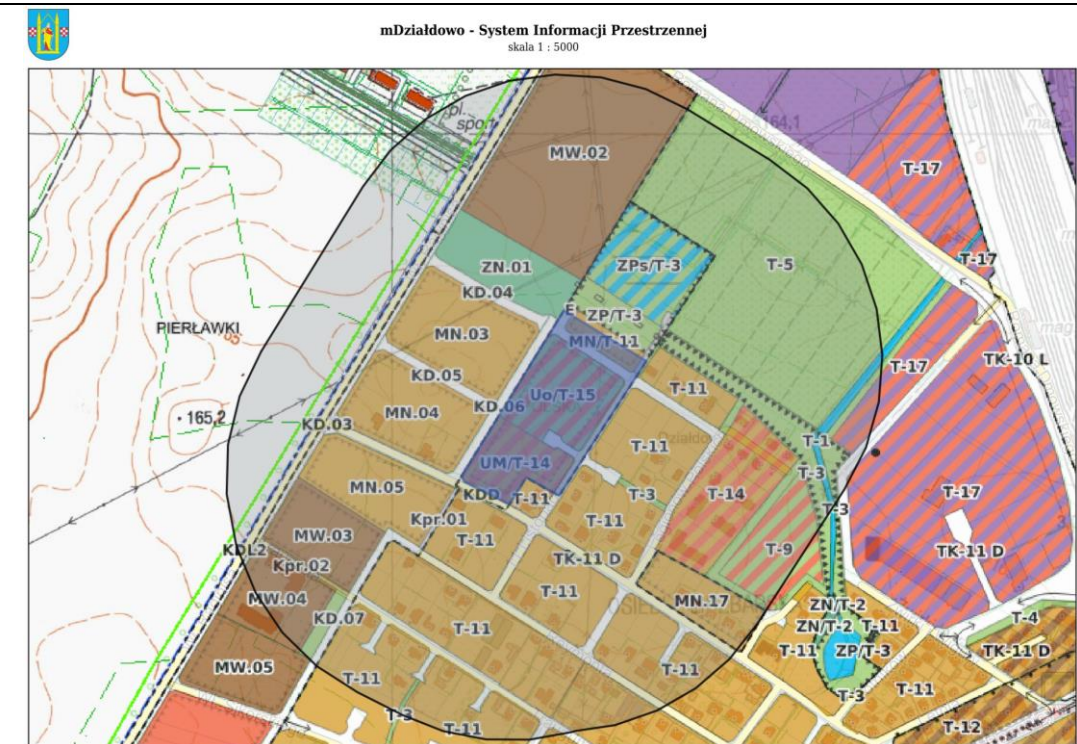 mDziałdowo - System Informacji Przestrzennej
skala 1 : 5000
pl.
sport
MW.02
64,1
T-17
ZN.01
ZPs/T-3
T-5
T-17
KD.04
E
ZP/T-3
PIERŁAWKI
MN.03
MN/T-11
TK-10 L
T-17
KD.05
T-11
165,2
MN.04
KD.06
Uo/T-15
KD.03
T-11
T-1
UM/T-14
T-3
MN.05
KDD
T-11
T-3
T-14
T-3
T-17
Kpr.01
T-11
MW.03
T-11
KDL2
Kpr.02
TK-11 D
T-9
TK-11 D
MW.04
T-11
MN.17
ZN/T-2
KD.07
T-11
ZN/T-2
T-11
T-4
T-11
ZP/T-3
TK-11 D
MW.05
T-11
T-11
T-3
T-11
T-3
T-11
T-12